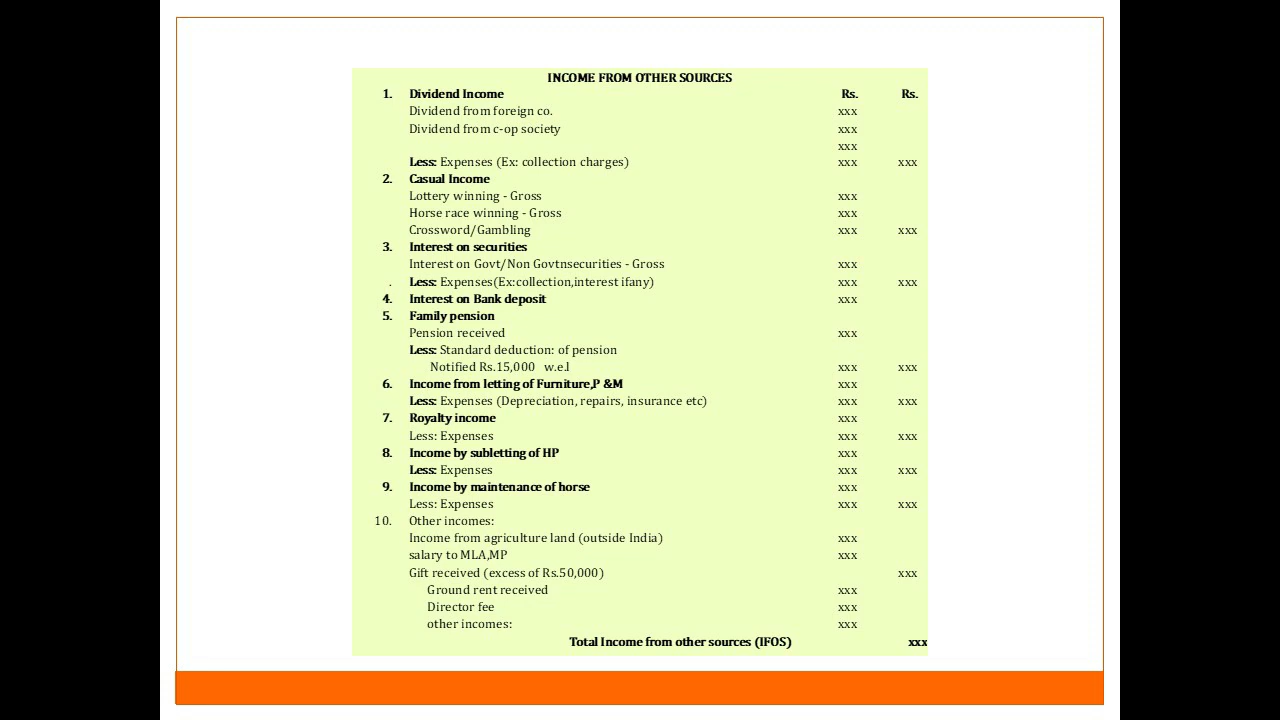 INCOME FROM OTHER SOURCES
1. Dividend Income Rs. Rs.
Dividend from foreign co. xxx
Dividend from c-op society xxx
xxx
Less: Expenses (Ex: collection charges) xxx xxx
2. Casual Income
Lottery winning - Gross xxx
Horse race winning - Gross xxx
Crossword/Gambling xxx xxx
3. Interest on securities
Interest on Govt/Non Govtnsecurities - Gross xxx
. Less: Expenses(Ex:collection,interest ifany) xxx xxx
4. Interest on Bank deposit xxx
5. Family pension
Pension received xxx
Less: Standard deduction: of pension
Notified Rs.15,000 w.e.l xxx xxx
6. Income from letting of Furniture,P &M xxx
Less: Expenses (Depreciation, repairs, insurance etc) xxx xxx
7. Royalty income xxx
Less: Expenses xxx xxx
8. Income by subletting of HP xxx
Less: Expenses xxx xxx
9. Income by maintenance of horse xxx
Less: Expenses xxx xxx
10. Other incomes:
Income from agriculture land (outside India) xxx
salary to MLA,MP xxx
Gift received (excess of Rs.50,000) xxx
Ground rent received xxx
Director fee xxx
other incomes: xxx
Total Income from other sources (IFOS) xxx